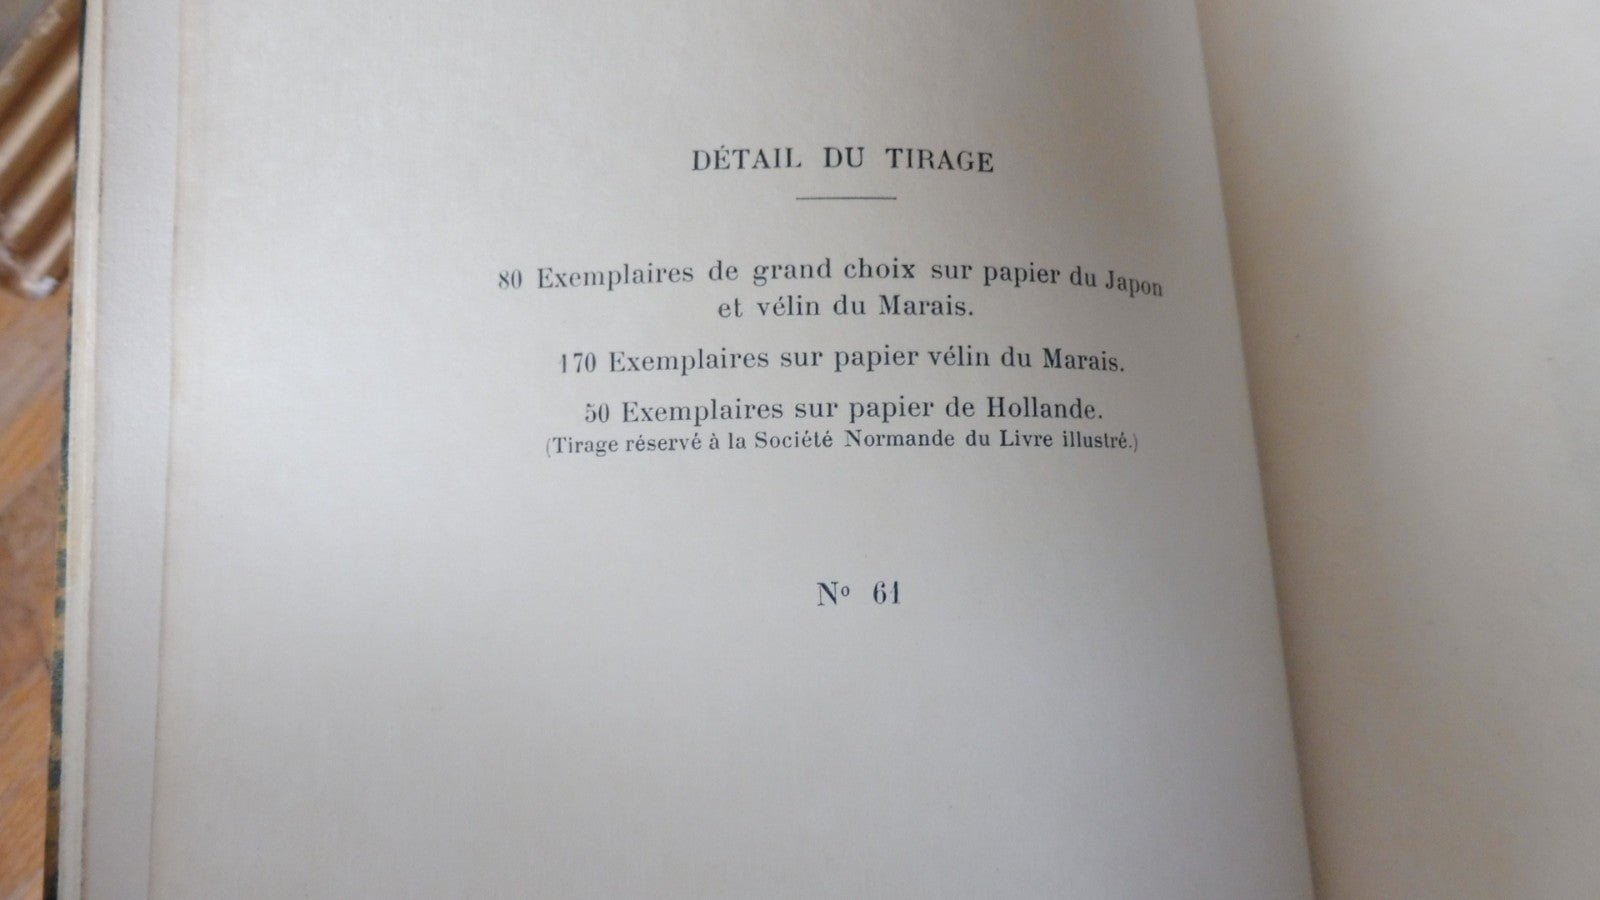 DÉTAIL DU TIRAGE
80 Exemplaires de grand choix sur papier du Japon
et vélin du Marais.
170 Exemplaires sur papier vélin du Marais.
50 Exemplaires sur papier de Hollande.
(Tirage réservé à la Société Normande du Livre illustré.)
Nº 61